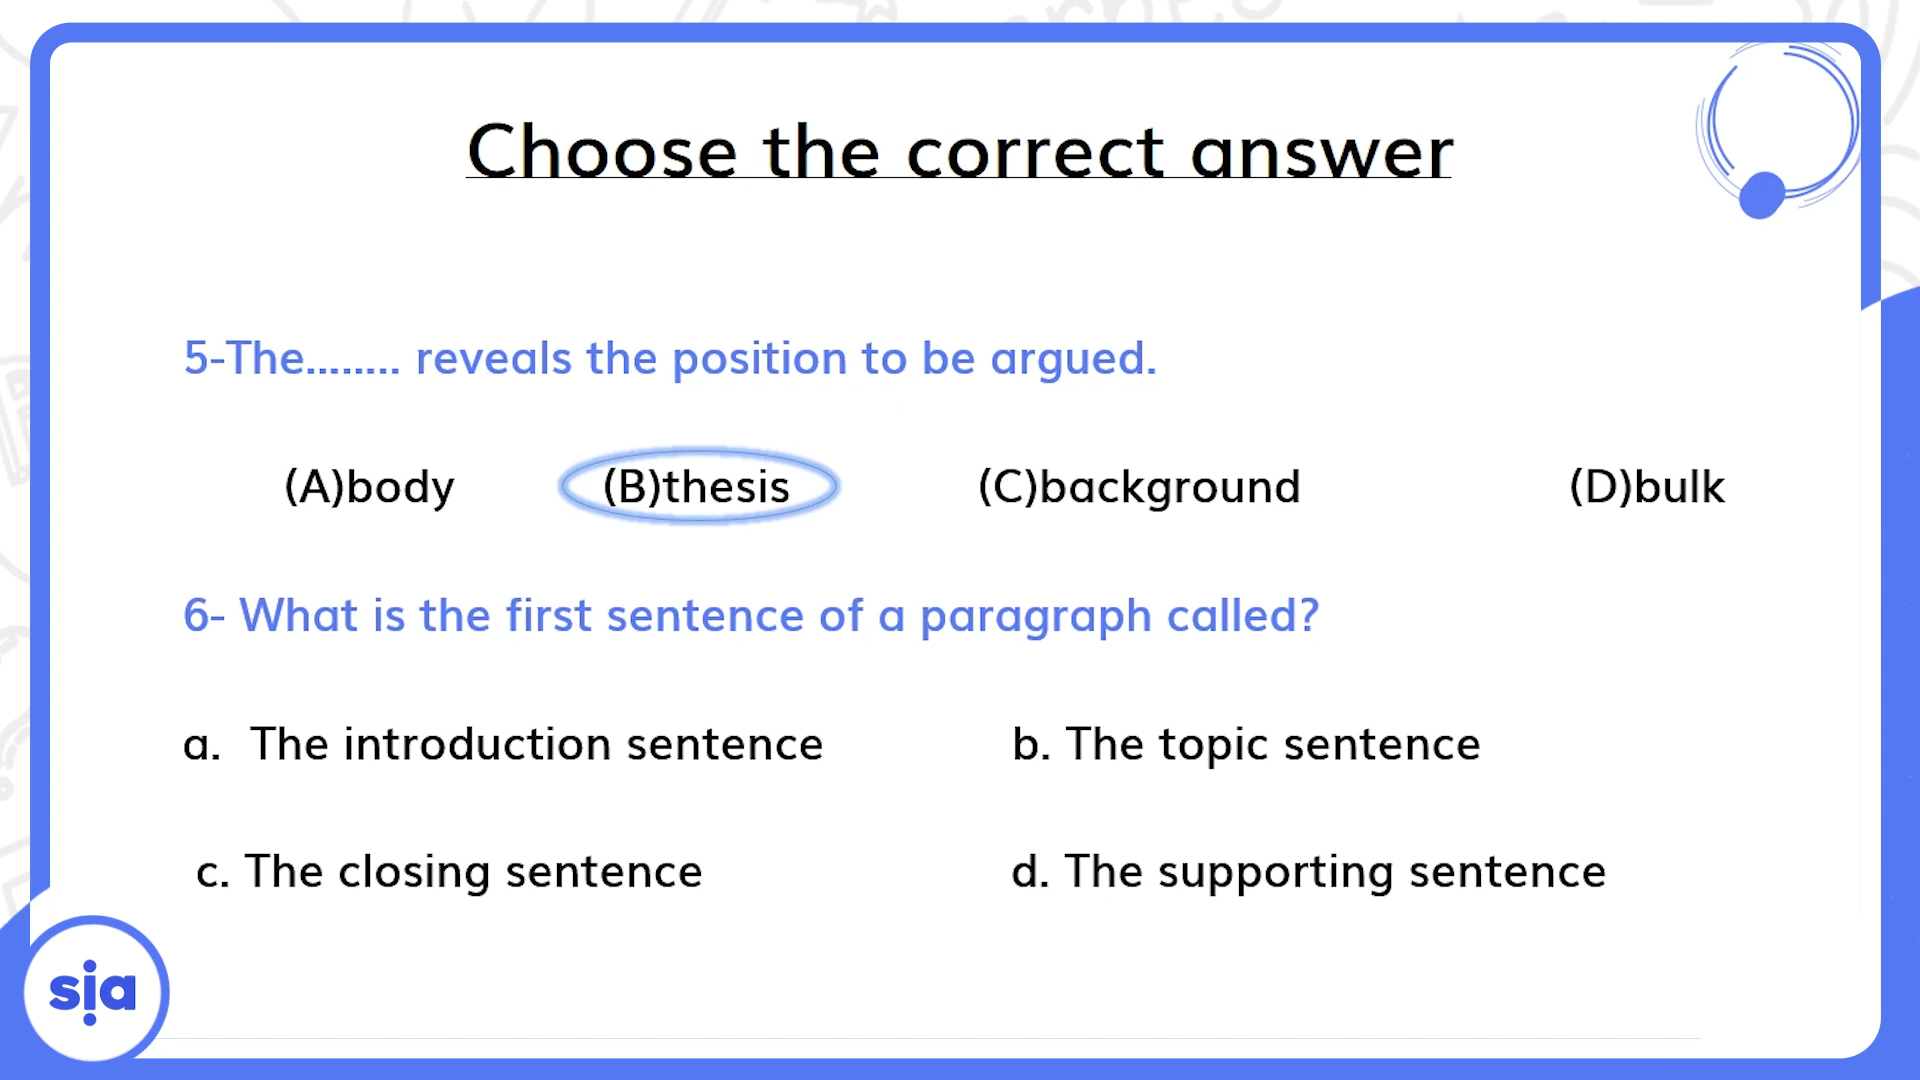 Choose the correct answer
5-The........ reveals the position to be argued.
(A)body (B)thesis (C)background (D)bulk
6- What is the first sentence of a paragraph called?
a. The introduction sentence b. The topic sentence
c. The closing sentence d. The supporting sentence
sia